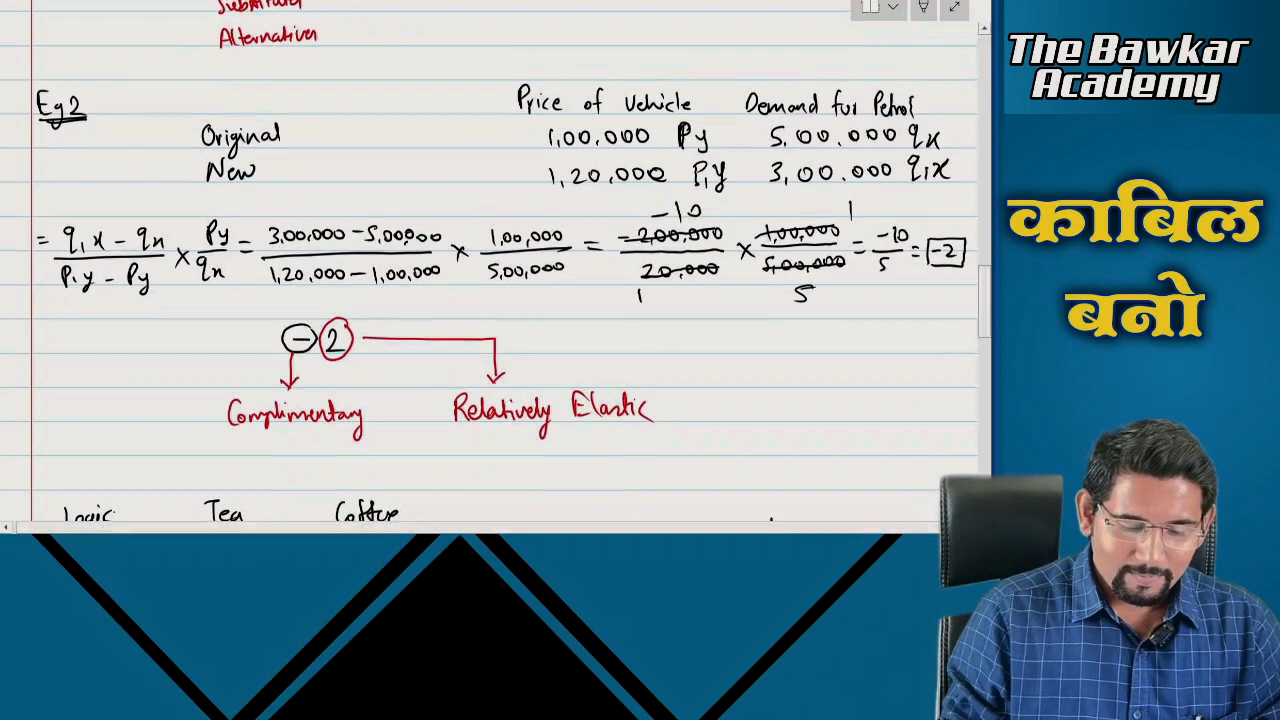 Substitutes
Alternatives
Eg 2
Price of Vehicle Demand for Petrol
Original 1,00,000 Py 5,00,000 qx
New 1,20,000 P1y 3,00,000 q1x
-10 1
= q1x - qx / P1y - Py × Py / qx = 3,00,000 - 5,00,000 / 1,20,000 - 1,00,000 × 1,00,000 / 5,00,000 = -200,000 / 20,000 × 1,00,000 / 5,00,000 = -10 / 5 = -2
1 5
- 2
Complimentary Relatively Elastic
Logic Tea Coffee
The Bawkar
Academy
काबिल
बनो